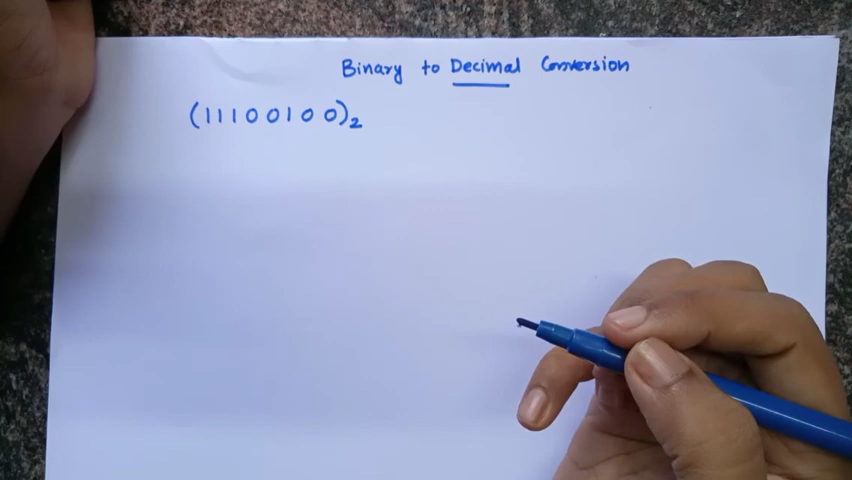 Binary to Decimal Conversion
(11100100)₂